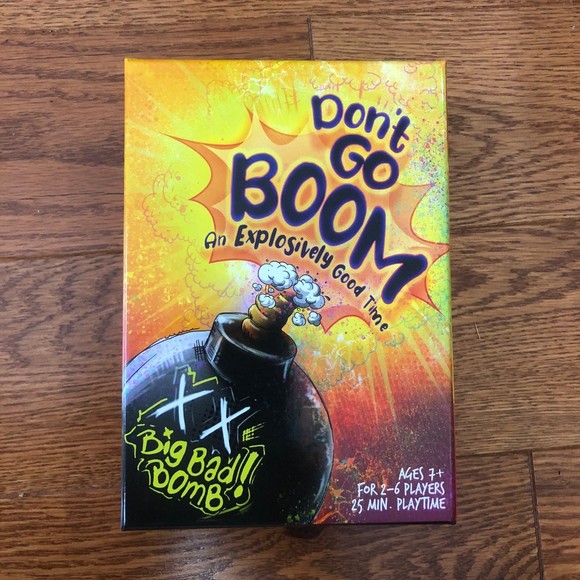 Don't
Go
BOOM
An Explosively Good Time
Big Bad
Bomb!!
AGES 7+
FOR 2-6 PLAYERS
25 MIN. PLAYTIME